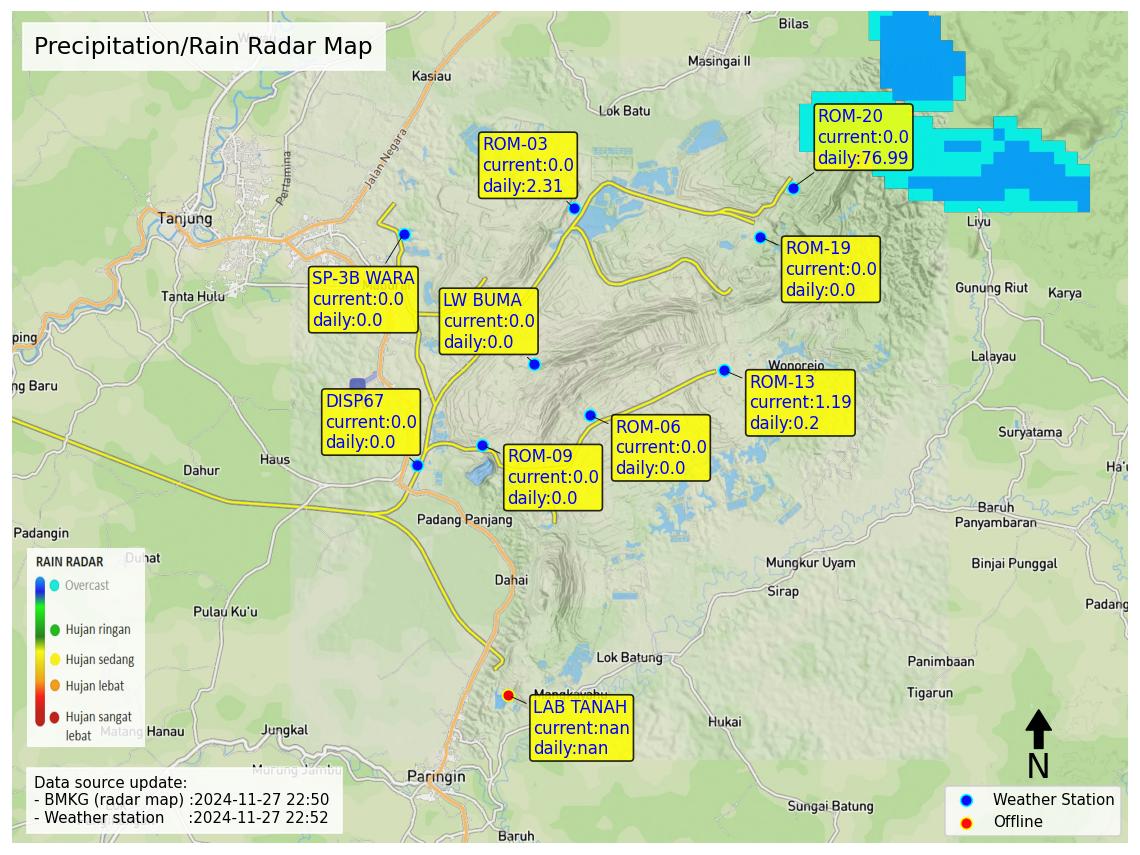 Precipitation/Rain Radar Map
Bilas
Masingai II
Kasiau
Lok Batu
Jalan Negara
Pertamina
Tanjung
Tanta Hulu
ROM-20
current:0.0
daily:76.99
ROM-03
current:0.0
daily:2.31
ROM-19
current:0.0
daily:0.0
SP-3B WARA
current:0.0
daily:0.0
LW BUMA
current:0.0
daily:0.0
Liyu
Gunung Riut
Karya
Lalayau
Wonorejo
ping
ng Baru
ROM-13
current:1.19
daily:0.2
DISP67
current:0.0
daily:0.0
ROM-06
current:0.0
daily:0.0
ROM-09
current:0.0
daily:0.0
Suryatama
Haus
Dahur
Padang Panjang
Baruh
Panyambaran
Padangin
Duhat
Dahai
Mungkur Uyam
Binjai Punggal
Sirap
Padang
Pulau Ku'u
Lok Batung
Panimbaan
Tigarun
Mangkayahu
LAB TANAH
current:nan
daily:nan
Hukai
Jungkal
Matang Hanau
Murung Jambu
Paringin
Sungai Batung
Baruh
RAIN RADAR
Overcast
Hujan ringan
Hujan sedang
Hujan lebat
Hujan sangat
lebat
Data source update:
- BMKG (radar map) :2024-11-27 22:50
- Weather station :2024-11-27 22:52
N
Weather Station
Offline